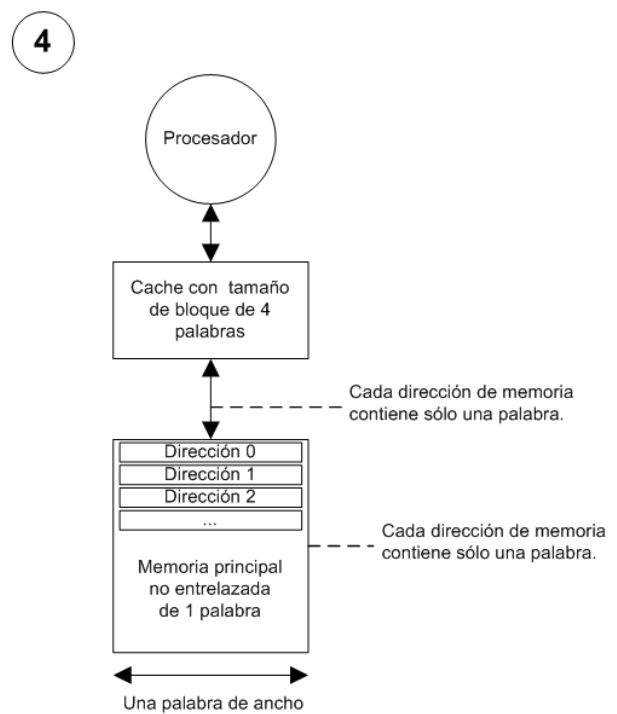 4
Procesador
Cache con tamaño
de bloque de 4
palabras
Cada dirección de memoria
contiene sólo una palabra.
Dirección 0
Dirección 1
Dirección 2
...
Cada dirección de memoria
contiene sólo una palabra.
Memoria principal
no entrelazada
de 1 palabra
Una palabra de ancho